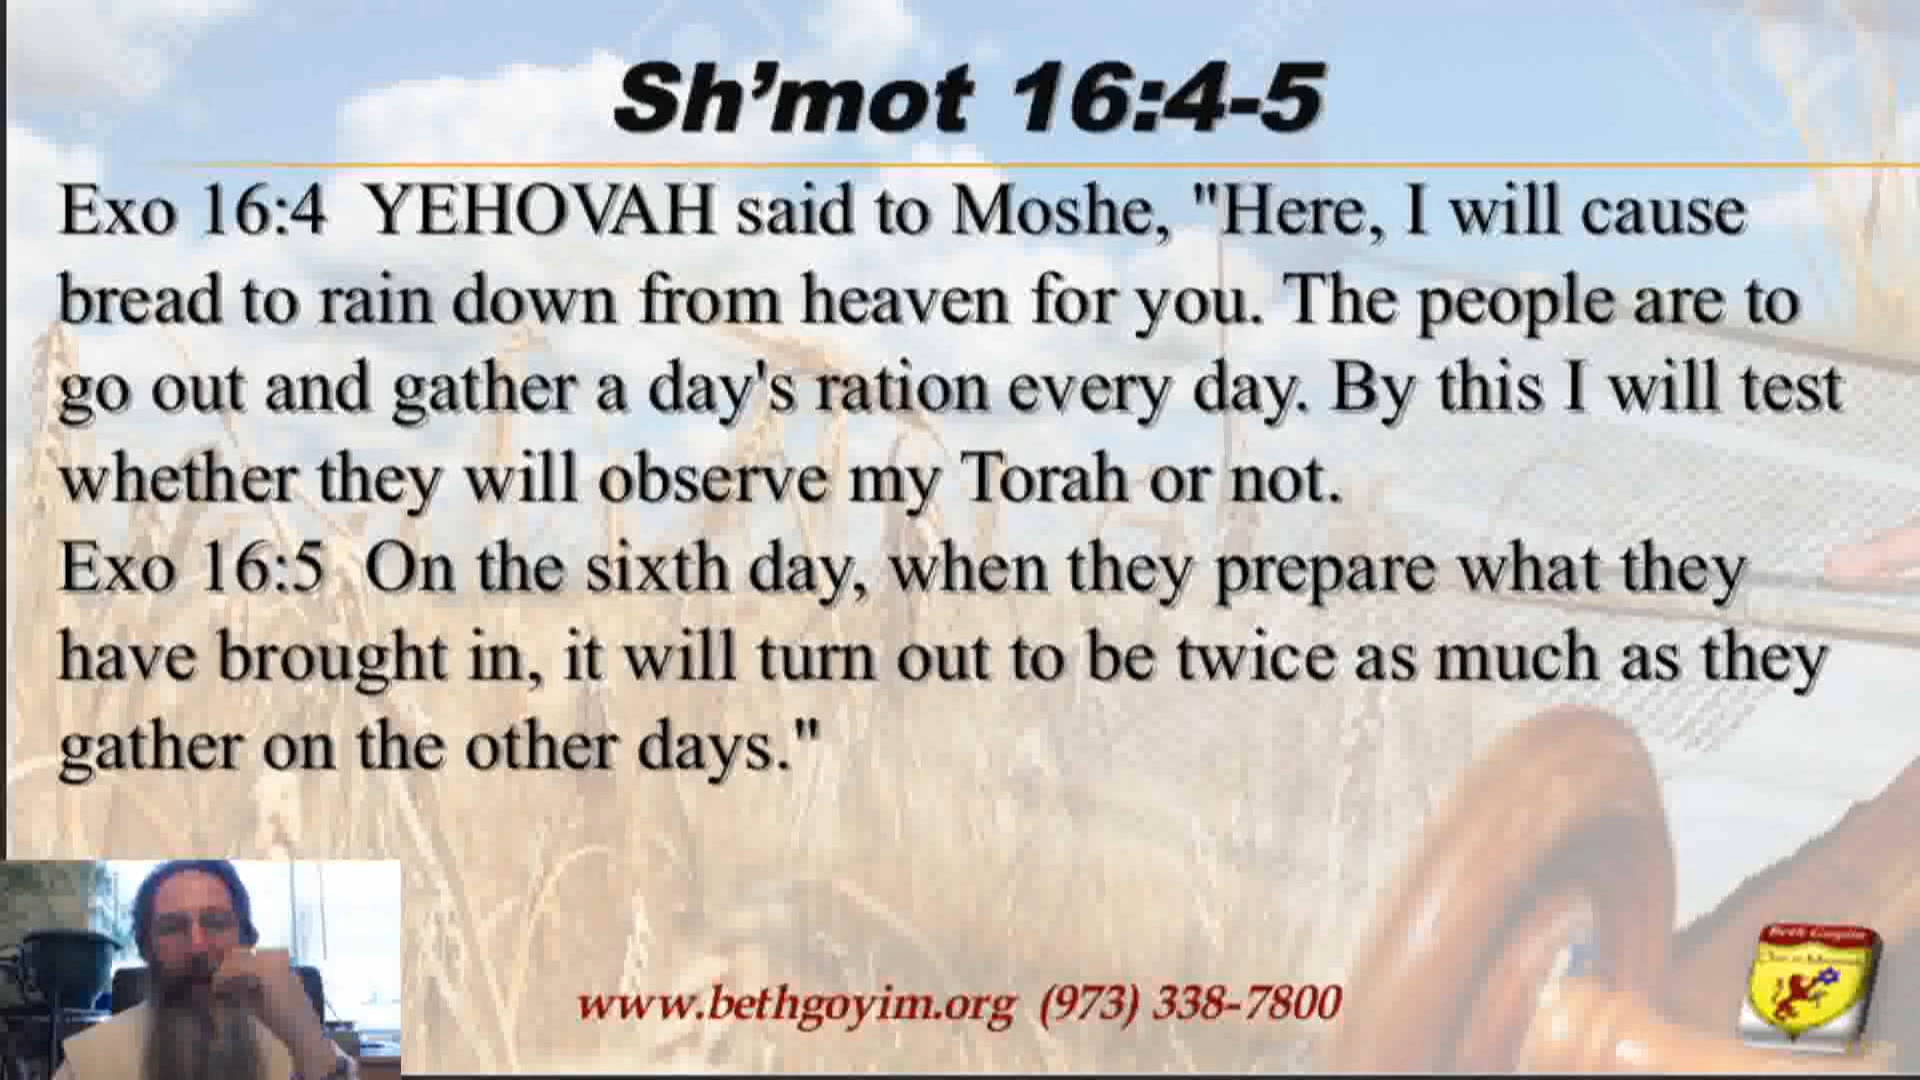 Sh’mot 16:4-5
Exo 16:4 YEHOVAH said to Moshe, "Here, I will cause
bread to rain down from heaven for you. The people are to
go out and gather a day's ration every day. By this I will test
whether they will observe my Torah or not.
Exo 16:5 On the sixth day, when they prepare what they
have brought in, it will turn out to be twice as much as they
gather on the other days."
www.bethgoyim.org (973) 338-7800
Beth Goyim